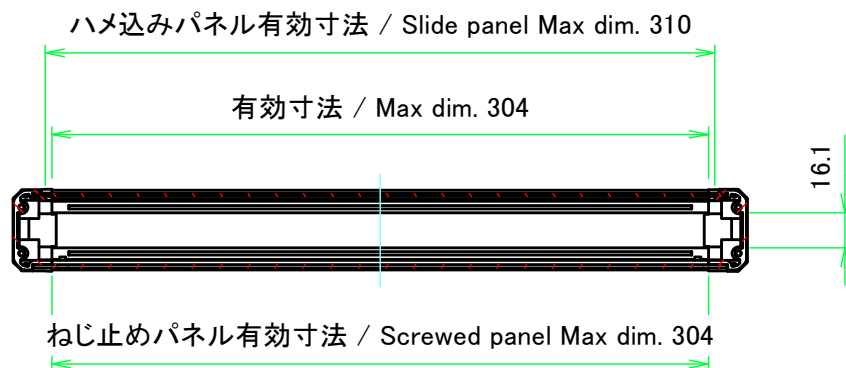 ハメ込みパネル有効寸法 / Slide panel Max dim. 310
有効寸法 / Max dim. 304
16.1
ねじ止めパネル有効寸法 / Screwed panel Max dim. 304